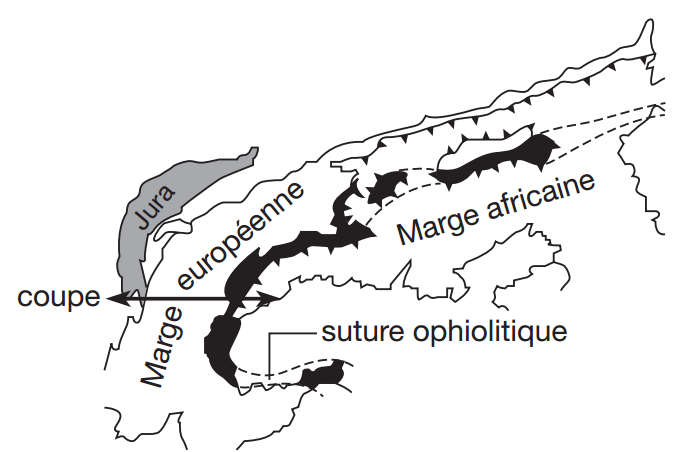 Jura
Marge européenne
Marge africaine
coupe
suture ophiolitique